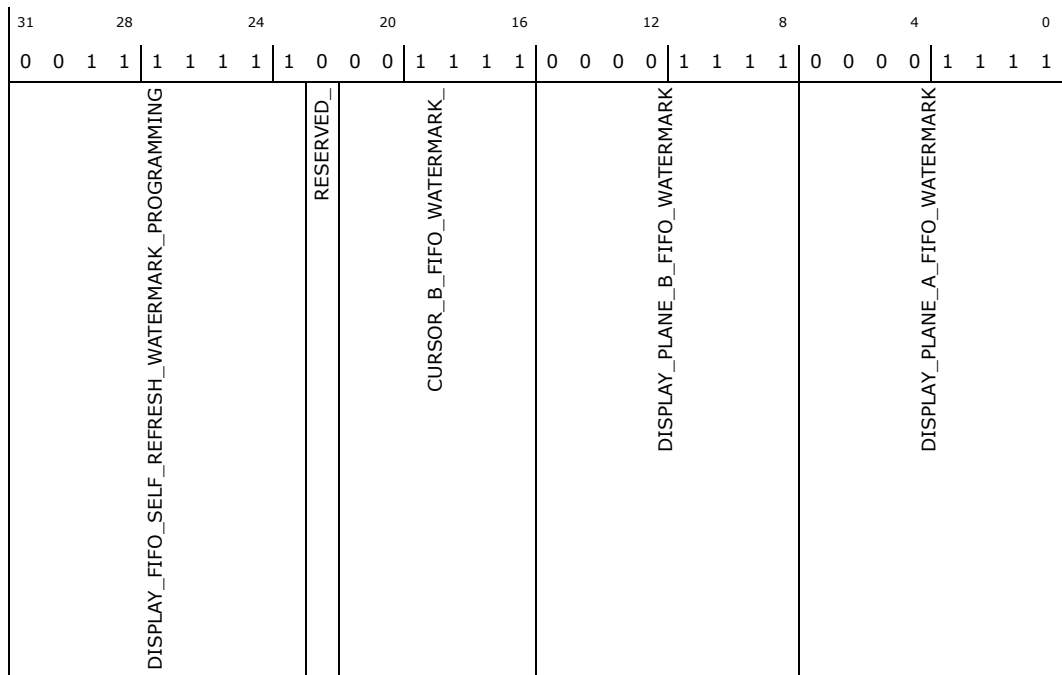 31 28 24 20 16 12 8 4 0
0 0 1 1 1 1 1 1 1 0 0 0 1 1 1 1 0 0 0 0 1 1 1 1 0 0 0 0 1 1 1 1
DISPLAY_FIFO_SELF_REFRESH_WATERMARK_PROGRAMMING
RESERVED_
CURSOR_B_FIFO_WATERMARK_
DISPLAY_PLANE_B_FIFO_WATERMARK
DISPLAY_PLANE_A_FIFO_WATERMARK